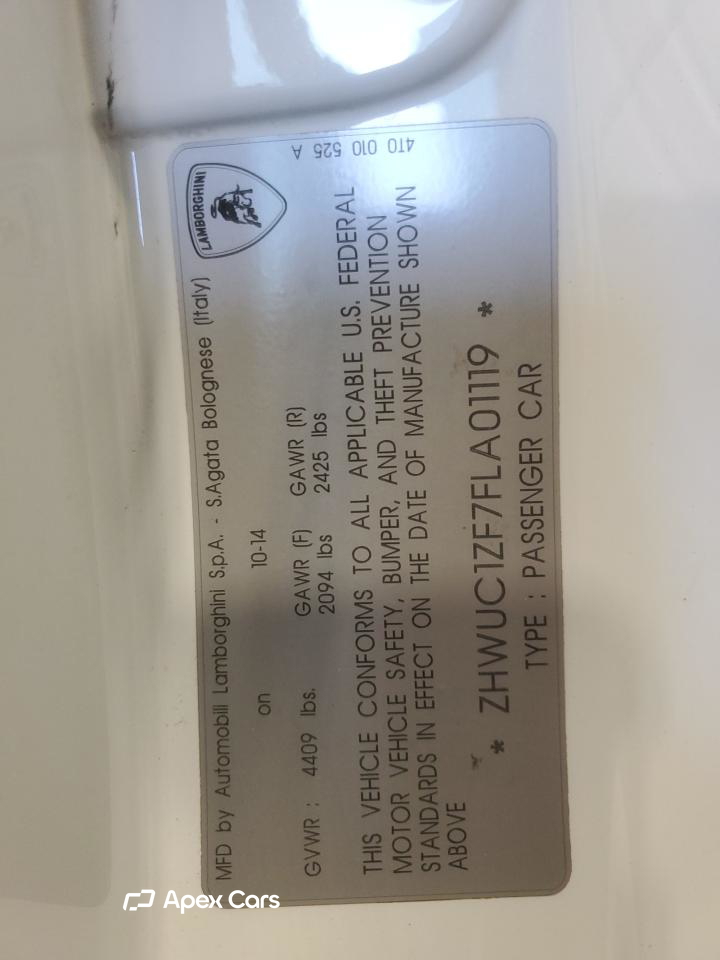 LAMBORGHINI
4T0 010 525 A
MFD by Automobili Lamborghini S.p.A. - S.Agata Bolognese (Italy)
on 10-14
GVWR : 4409 lbs. GAWR (F) GAWR (R)
2094 lbs 2425 lbs
THIS VEHICLE CONFORMS TO ALL APPLICABLE U.S. FEDERAL
MOTOR VEHICLE SAFETY, BUMPER, AND THEFT PREVENTION
STANDARDS IN EFFECT ON THE DATE OF MANUFACTURE SHOWN
ABOVE
* ZHWUC1ZF7FLA01119 *
TYPE : PASSENGER CAR
Apex Cars